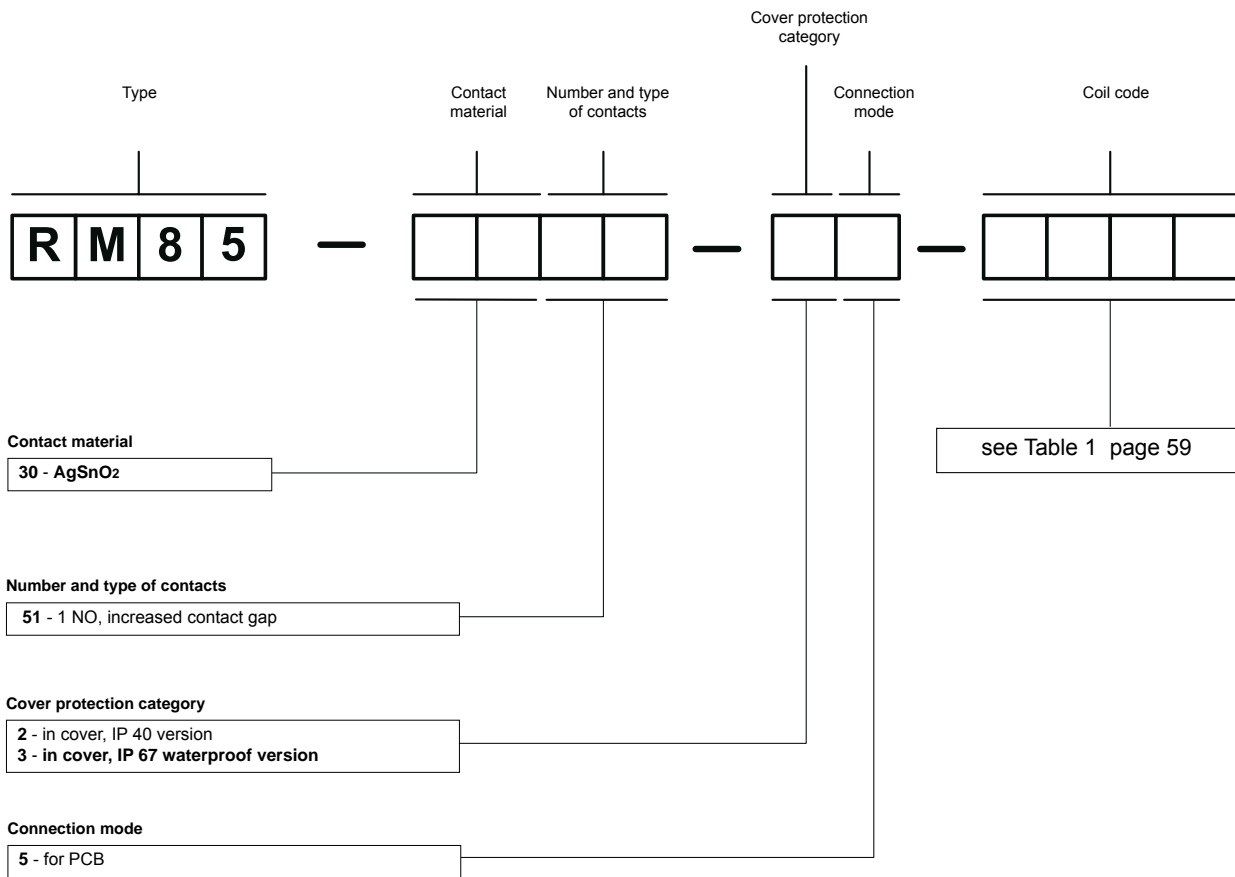 Cover protection
category
Type
Contact
material
Number and type
of contacts
Connection
mode
Coil code
RM85 — — —
Contact material
30 - AgSnO2
see Table 1 page 59
Number and type of contacts
51 - 1 NO, increased contact gap
Cover protection category
2 - in cover, IP 40 version
3 - in cover, IP 67 waterproof version
Connection mode
5 - for PCB